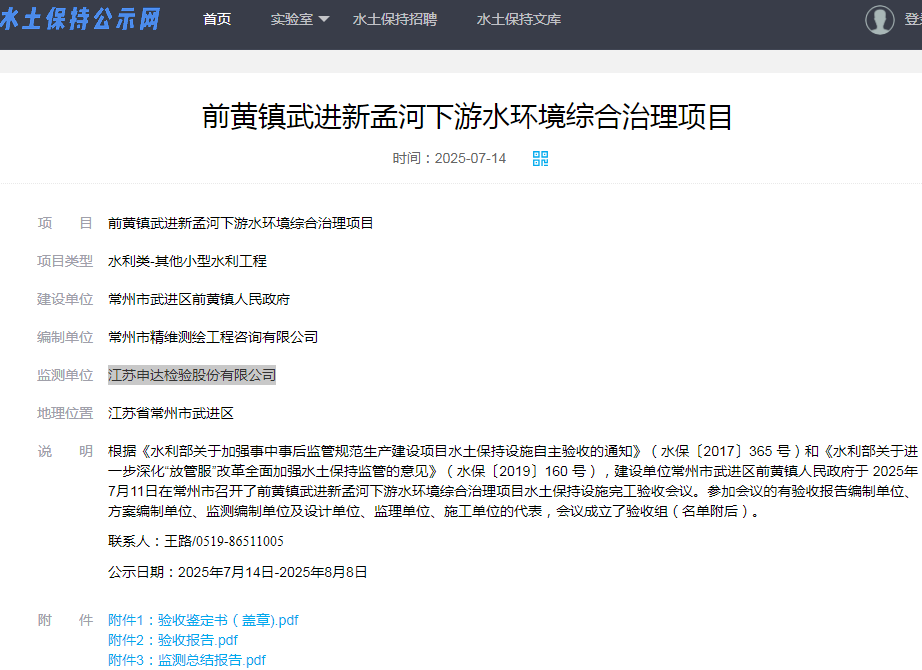 水土保持公示网 首页 实验室 水土保持招聘 水土保持文库
前黄镇武进新孟河下游水环境综合治理项目
时间：2025-07-14
项 目 前黄镇武进新孟河下游水环境综合治理项目
项目类型 水利类-其他小型水利工程
建设单位 常州市武进区前黄镇人民政府
编制单位 常州市精维测绘工程咨询有限公司
监测单位 江苏申达检验股份有限公司
地理位置 江苏省常州市武进区
说 明 根据《水利部关于加强事中事后监管规范生产建设项目水土保持设施自主验收的通知》（水保〔2017〕365 号）和《水利部关于进
一步深化“放管服”改革全面加强水土保持监管的意见》（水保〔2019〕160 号），建设单位常州市武进区前黄镇人民政府于 2025年
7月11日在常州市召开了前黄镇武进新孟河下游水环境综合治理项目水土保持设施完工验收会议。参加会议的有验收报告编制单位、
方案编制单位、监测编制单位及设计单位、监理单位、施工单位的代表，会议成立了验收组（名单附后）。
联系人：王路/0519-86511005
公示日期：2025年7月14日-2025年8月8日
附 件 附件1：验收鉴定书（盖章).pdf
附件2：验收报告.pdf
附件3：监测总结报告.pdf